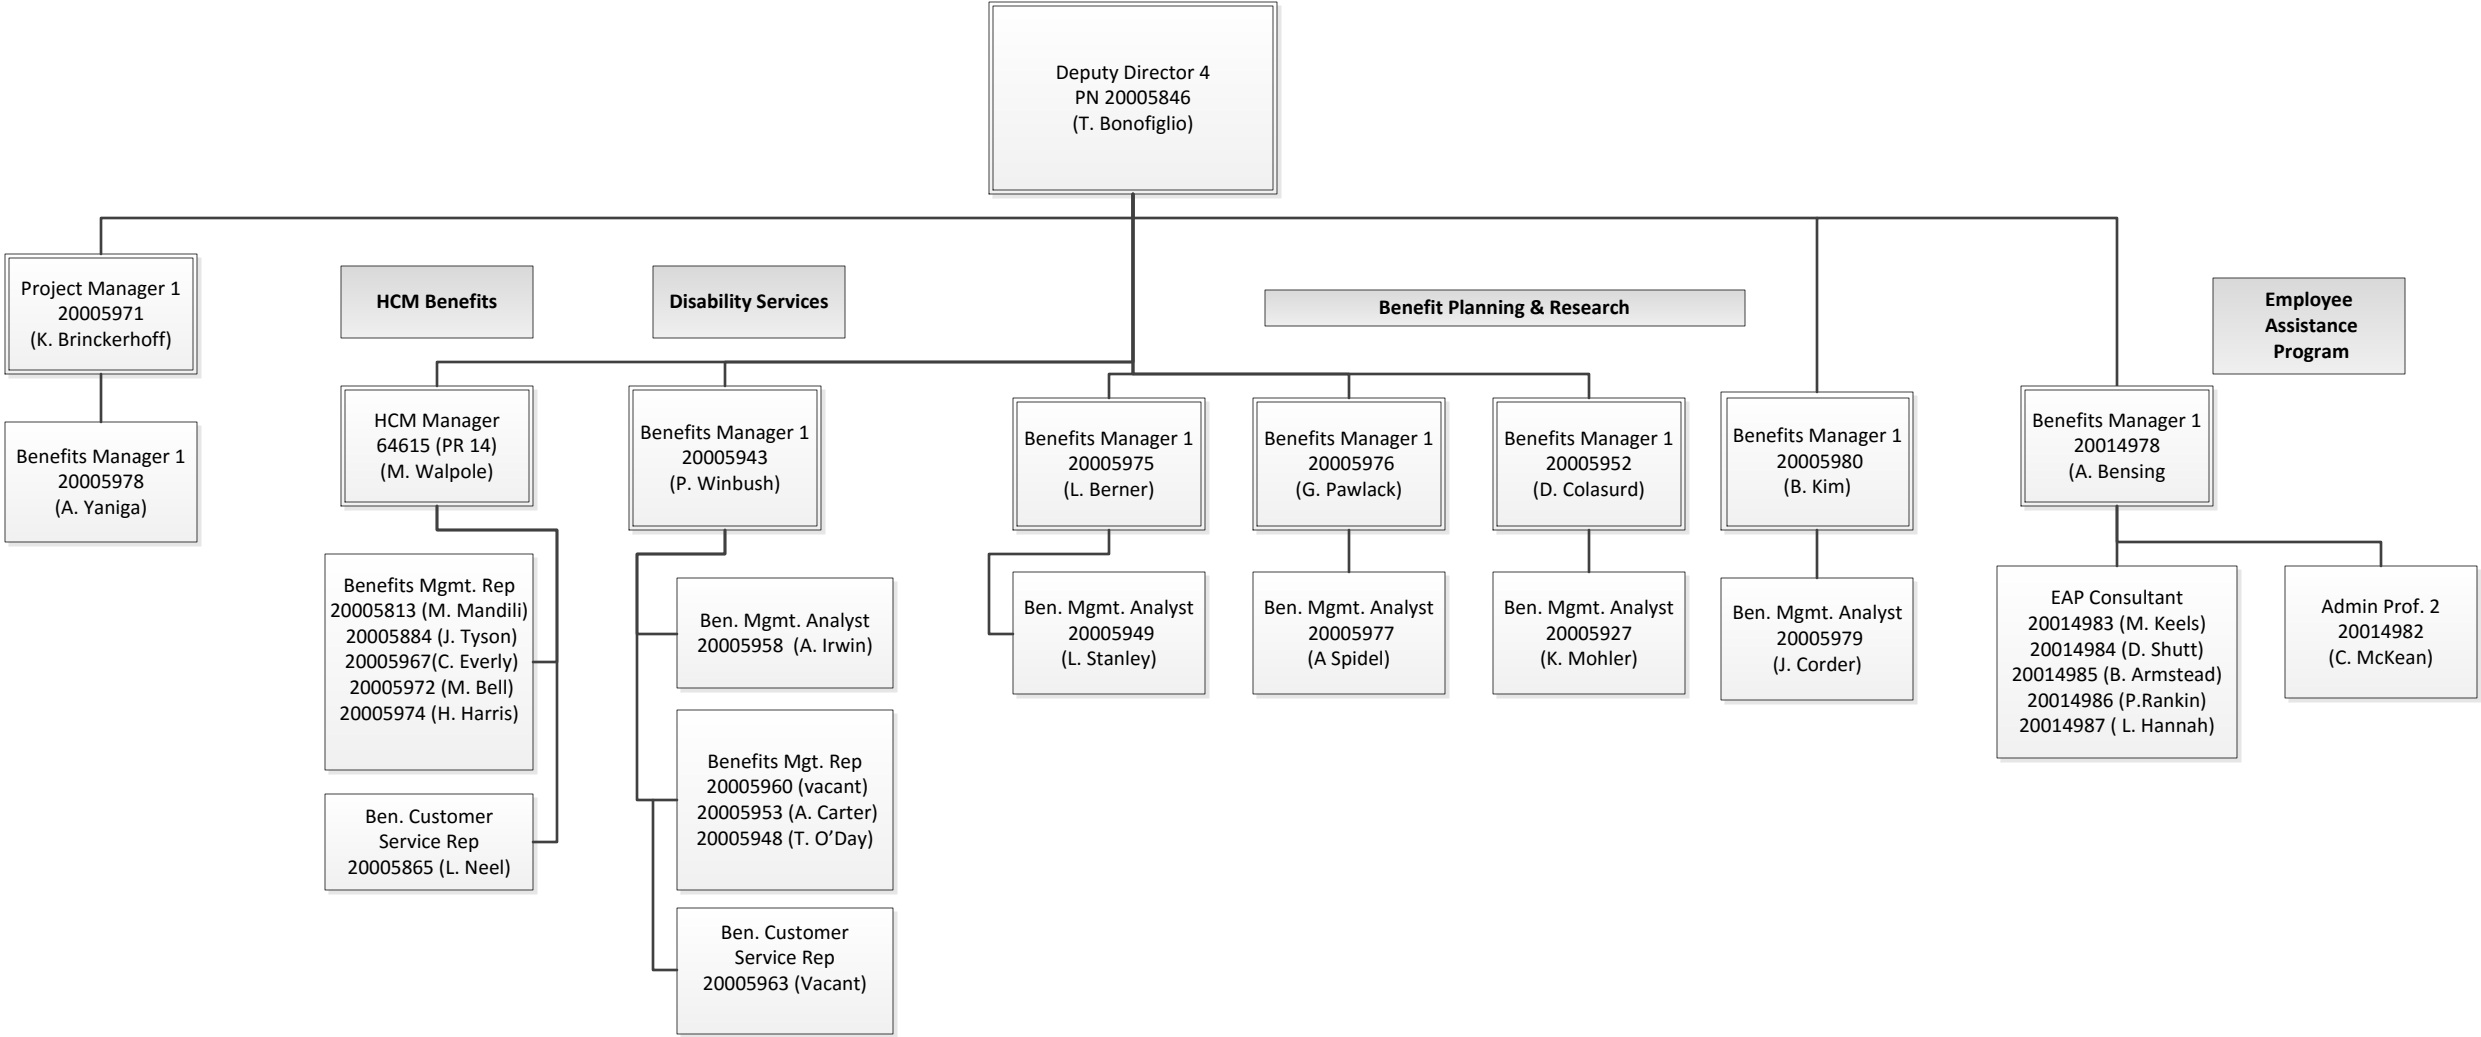 Deputy Director 4
PN 20005846
(T. Bonofiglio)
Project Manager 1
20005971
(K. Brinckerhoff)
Benefits Manager 1
20005978
(A. Yaniga)
HCM Benefits
HCM Manager
64615 (PR 14)
(M. Walpole)
Benefits Mgmt. Rep
20005813 (M. Mandili)
20005884 (J. Tyson)
20005967(C. Everly)
20005972 (M. Bell)
20005974 (H. Harris)
Ben. Customer
Service Rep
20005865 (L. Neel)
Disability Services
Benefits Manager 1
20005943
(P. Winbush)
Ben. Mgmt. Analyst
20005958  (A. Irwin)
Benefits Mgt. Rep
20005960 (vacant)
20005953 (A. Carter)
20005948 (T. O’Day)
Ben. Customer
Service Rep
20005963 (Vacant)
Benefit Planning & Research
Benefits Manager 1
20005975
(L. Berner)
Ben. Mgmt. Analyst
20005949
(L. Stanley)
Benefits Manager 1
20005976
(G. Pawlack)
Ben. Mgmt. Analyst
20005977
(A Spidel)
Benefits Manager 1
20005952
(D. Colasurd)
Ben. Mgmt. Analyst
20005927
(K. Mohler)
Benefits Manager 1
20005980
(B. Kim)
Ben. Mgmt. Analyst
20005979
(J. Corder)
Employee
Assistance
Program
Benefits Manager 1
20014978
(A. Bensing
EAP Consultant
20014983 (M. Keels)
20014984 (D. Shutt)
20014985 (B. Armstead)
20014986 (P.Rankin)
20014987 ( L. Hannah)
Admin Prof. 2
20014982
(C. McKean)